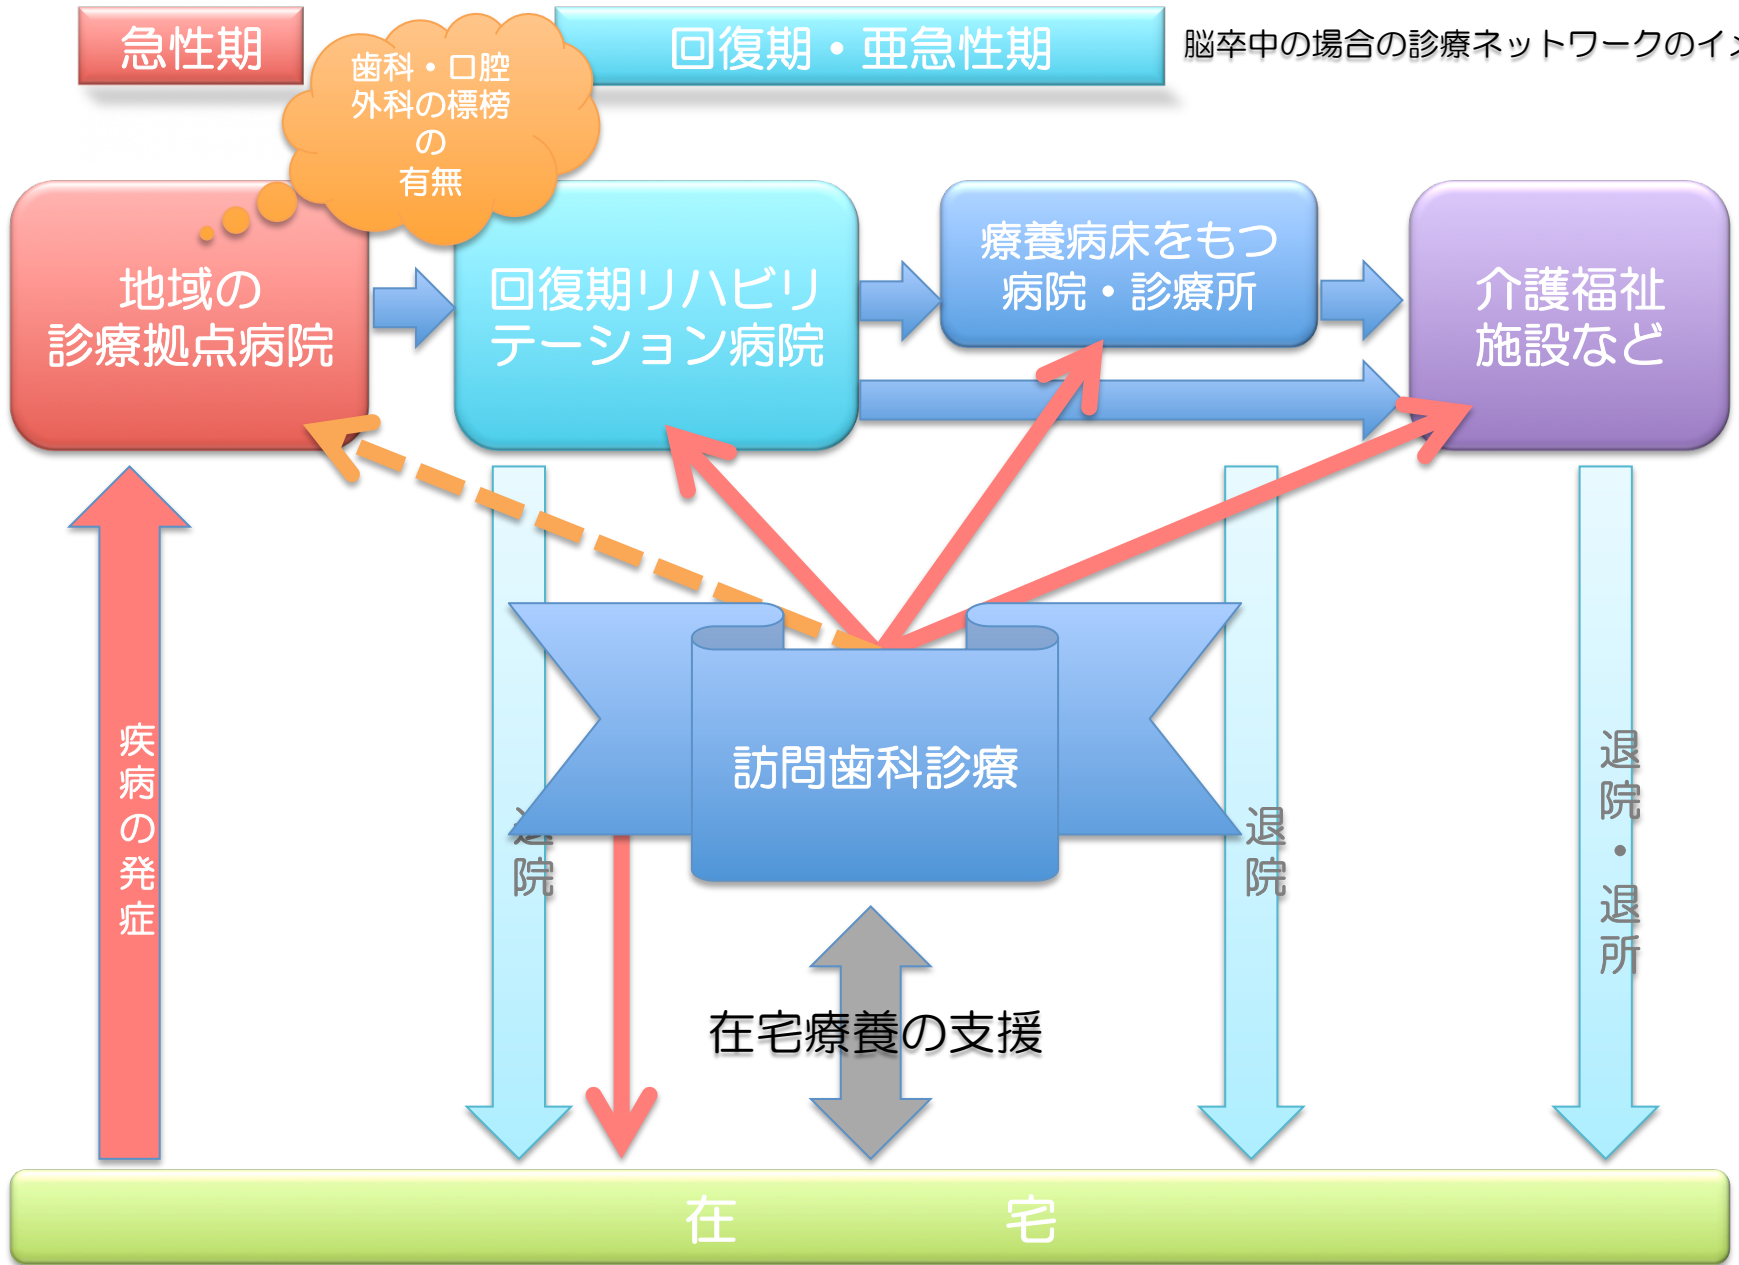 急性期
回復期・亜急性期
脳卒中の場合の診療ネットワークのイ
歯科・口腔
外科の標榜
の
有無
地域の
診療拠点病院
回復期リハビリ
テーション病院
療養病床をもつ
病院・診療所
介護福祉
施設など
疾病の発症
退院
訪問歯科診療
退院
退院・退所
在宅療養の支援
在 宅